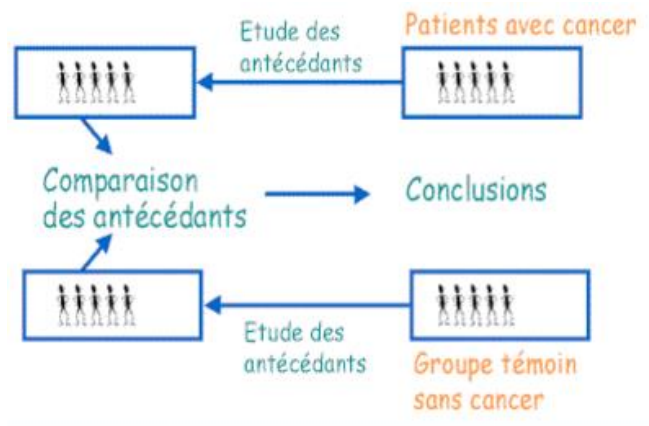 Etude des
antécédants
Patients avec cancer
Comparaison
des antécédants
Conclusions
Etude des
antécédants
Groupe témoin
sans cancer